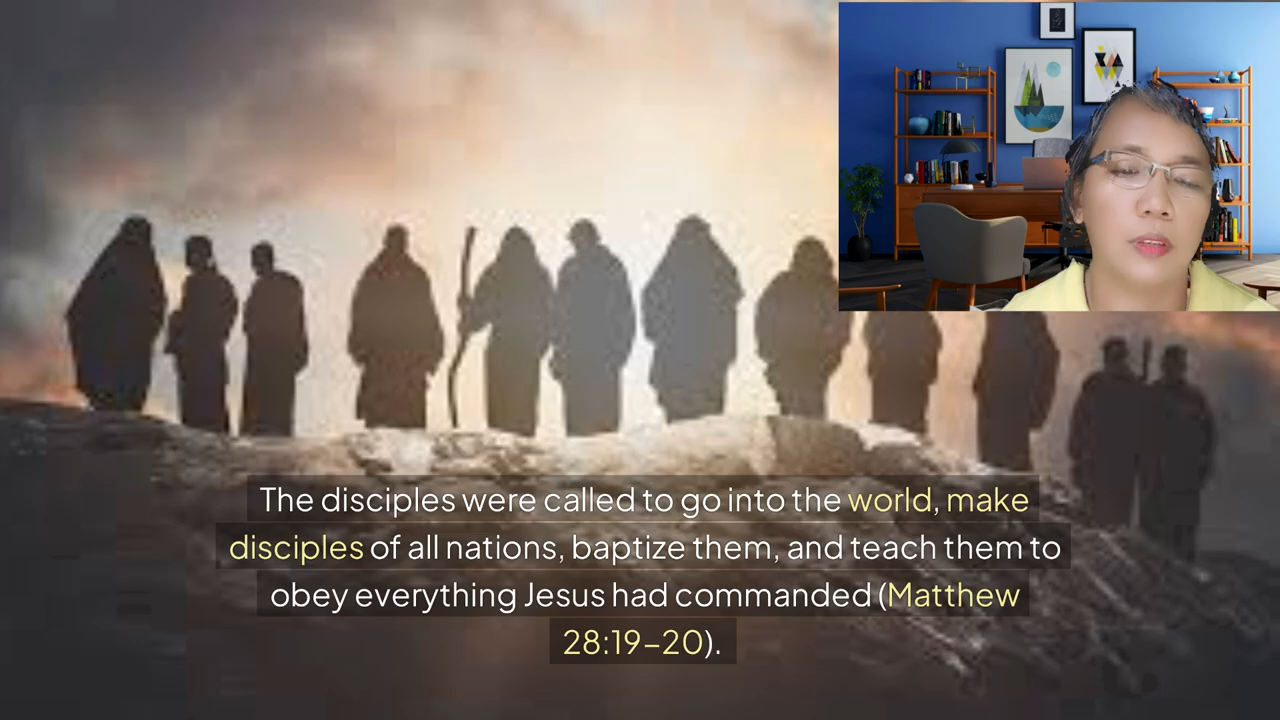 The disciples were called to go into the world, make
disciples of all nations, baptize them, and teach them to
obey everything Jesus had commanded (Matthew
28:19–20).